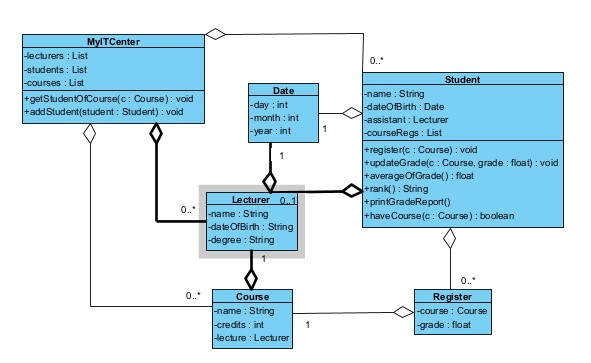 MyITCenter
-lecturers : List
-students : List
-courses : List
+getStudentOfCourse(c : Course) : void
+addStudent(student : Student) : void
0..*
Date
-day : int
-month : int
-year : int
1
1
Student
-name : String
-dateOfBirth : Date
-assistant : Lecturer
-courseRegs : List
+register(c : Course) : void
+updateGrade(c : Course, grade : float) : void
+averageOfGrade() : float
+rank() : String
+printGradeReport()
+haveCourse(c : Course) : boolean
0..*
Lecturer
0..1
-name : String
-dateOfBirth : String
-degree : String
1
0..*
0..*
Course
-name : String
-credits : int
-lecture : Lecturer
1
Register
-course : Course
-grade : float